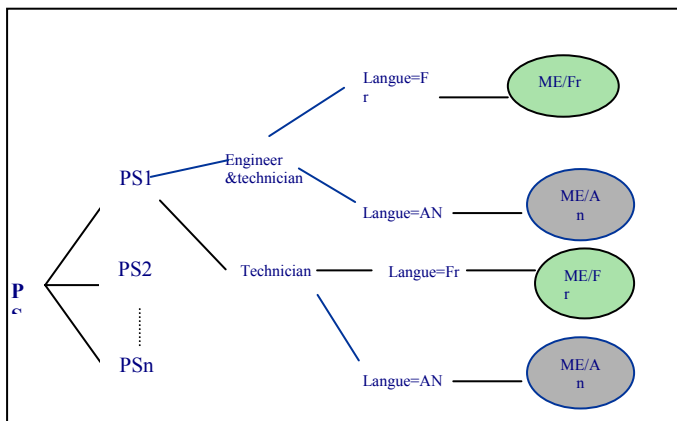 Langue=F
r
ME/Fr
Engineer
&technician
PS1
Langue=AN
ME/A
n
PS2
Technician
Langue=Fr
ME/F
r
P
PSn
Langue=AN
ME/A
n